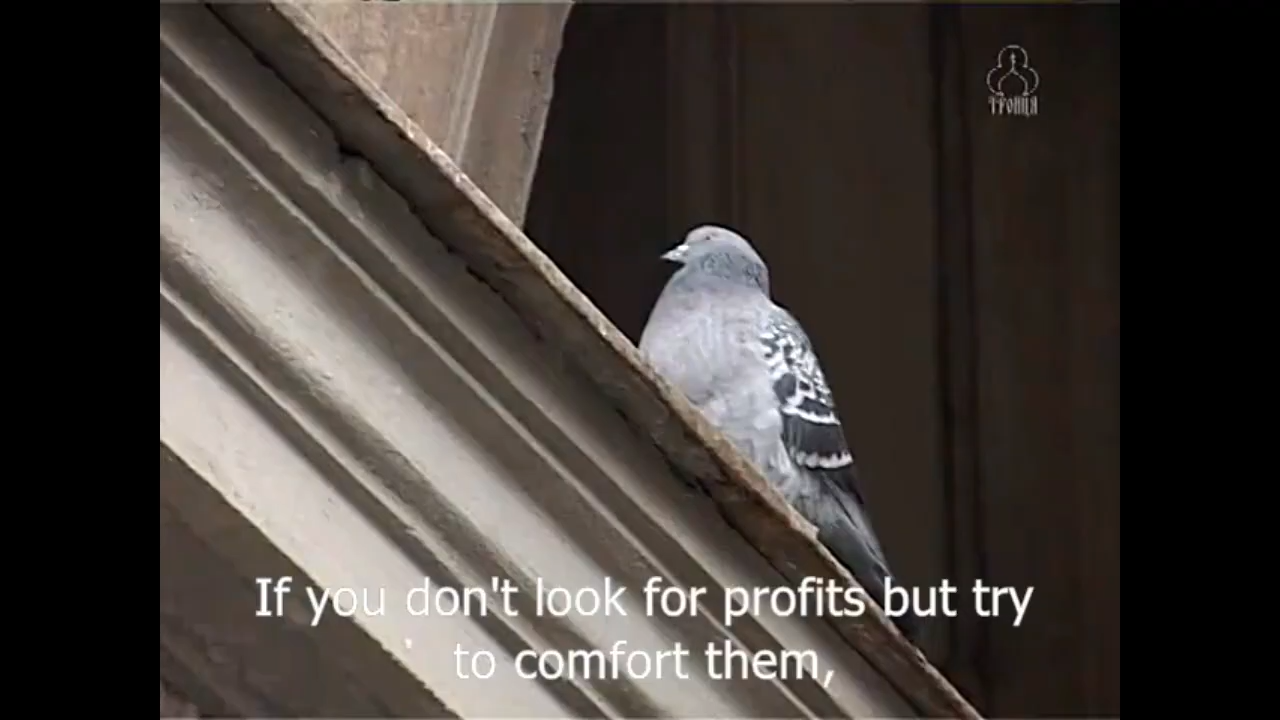 ТРОИЦА
If you don't look for profits but try
to comfort them,